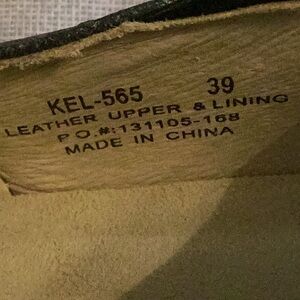 KEL-565 39
LEATHER UPPER & LINING
P.O.#:131105-168
MADE IN CHINA